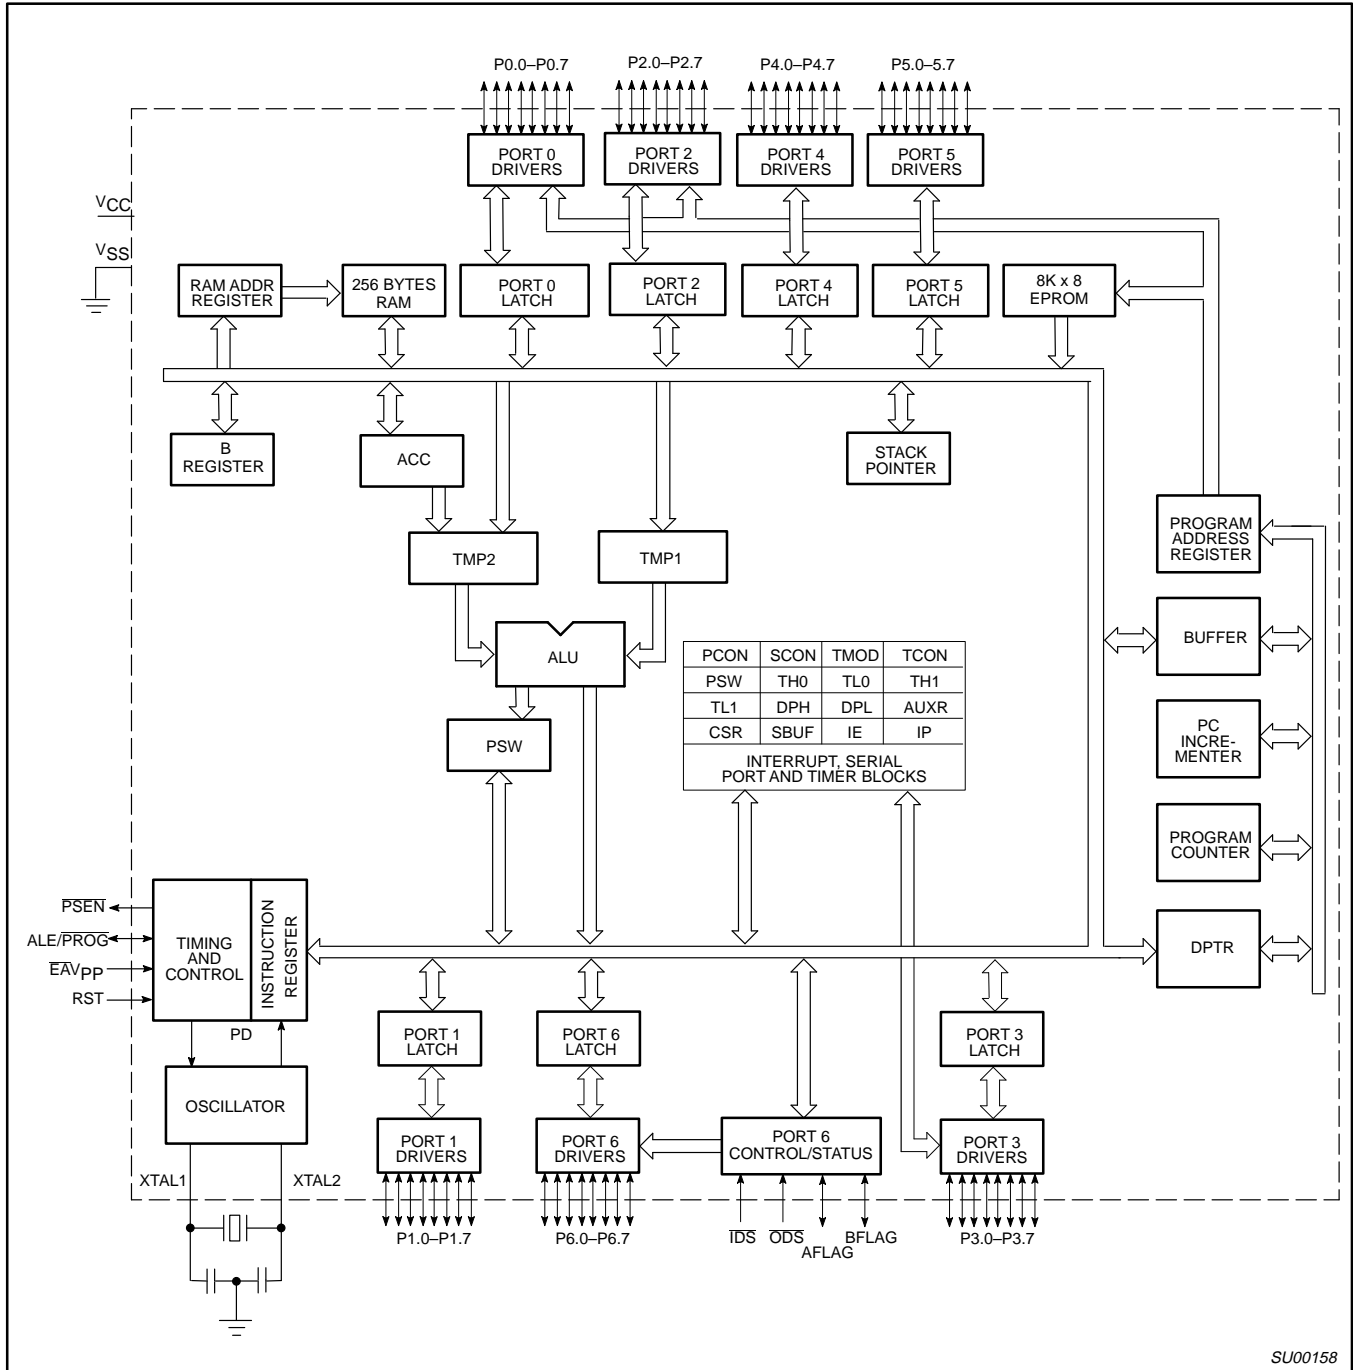 P0.0–P0.7
P2.0–P2.7
P4.0–P4.7
P5.0–5.7
PORT 0
DRIVERS
PORT 2
DRIVERS
PORT 4
DRIVERS
PORT 5
DRIVERS
VCC
VSS
RAM ADDR
REGISTER
256 BYTES
RAM
PORT 0
LATCH
PORT 2
LATCH
PORT 4
LATCH
PORT 5
LATCH
8K x 8
EPROM
B
REGISTER
ACC
STACK
POINTER
PROGRAM
ADDRESS
REGISTER
TMP2
TMP1
BUFFER
ALU
PCON SCON TMOD TCON
PSW TH0 TL0 TH1
TL1 DPH DPL AUXR
CSR SBUF IE IP
INTERRUPT, SERIAL
PORT AND TIMER BLOCKS
PSW
PC
INCRE-
MENTER
PROGRAM
COUNTER
PSEN
ALE/PROG
EAVPP
RST
TIMING
AND
CONTROL
INSTRUCTION
REGISTER
DPTR
PD
OSCILLATOR
PORT 1
LATCH
PORT 6
LATCH
PORT 3
LATCH
PORT 1
DRIVERS
PORT 6
DRIVERS
PORT 6
CONTROL/STATUS
PORT 3
DRIVERS
XTAL1
XTAL2
P1.0–P1.7
P6.0–P6.7
IDS
ODS
AFLAG
BFLAG
P3.0–P3.7
SU00158